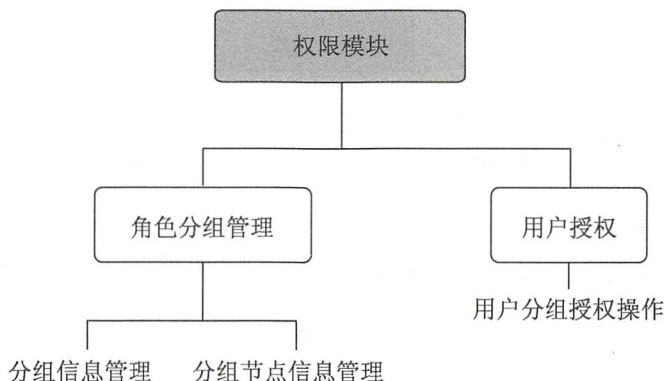 权限模块
角色分组管理
用户授权
用户分组授权操作
分组信息管理
分组节点信息管理